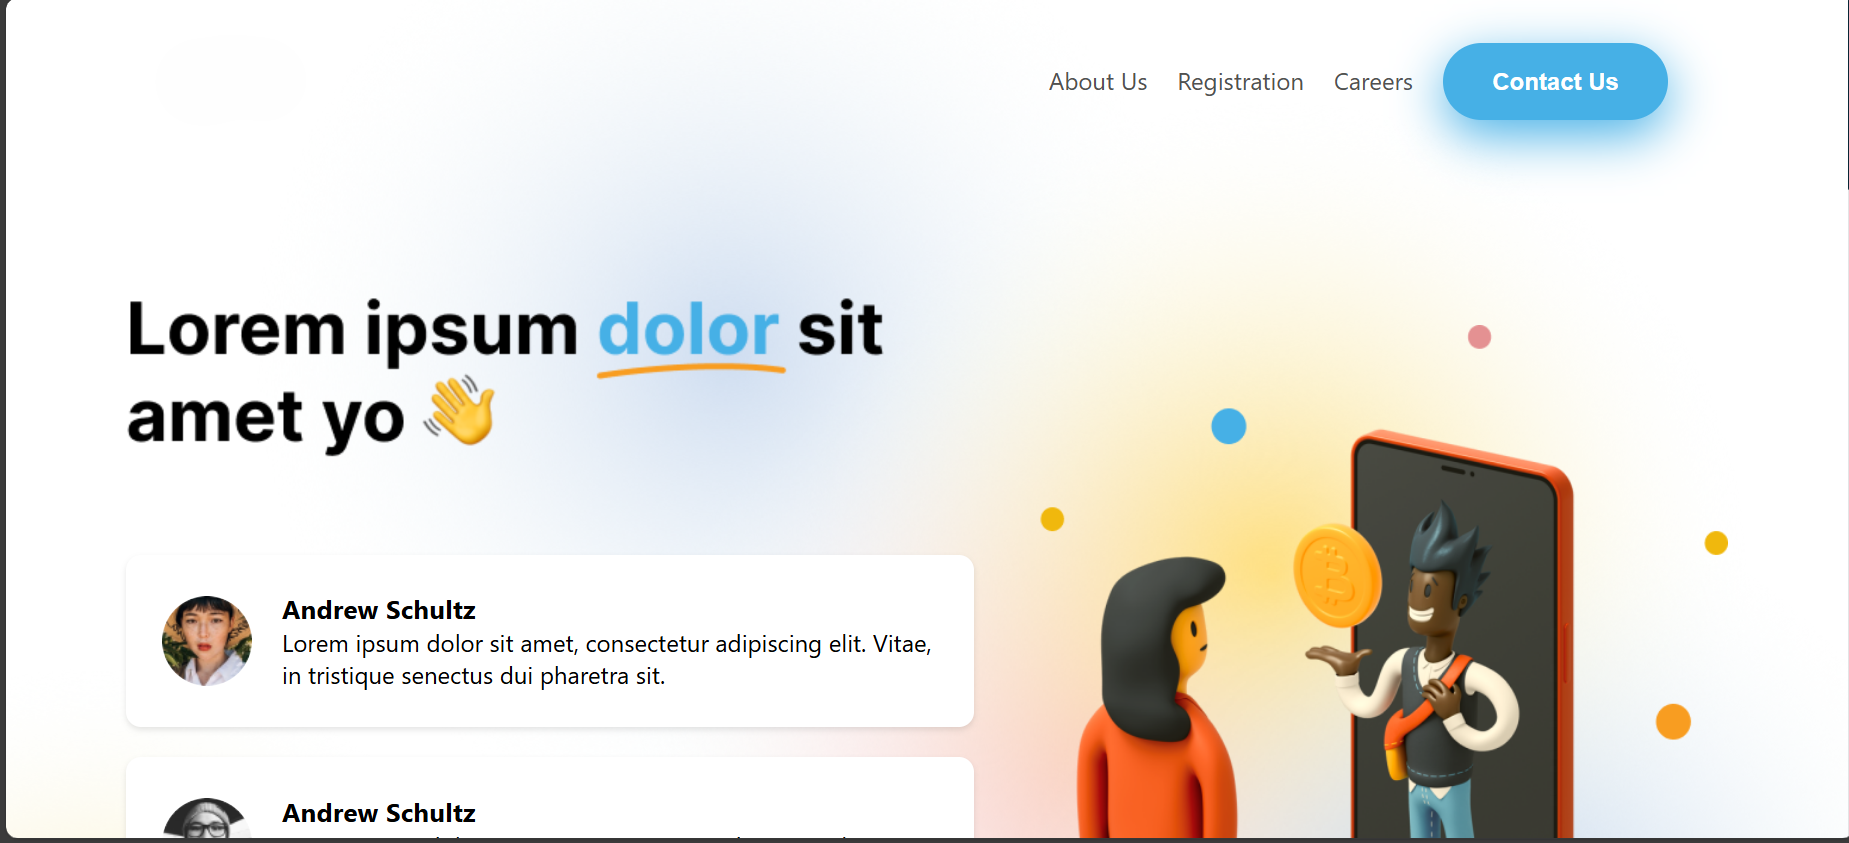 About Us Registration Careers Contact Us
Lorem ipsum dolor sit
amet yo 👋
Andrew Schultz
Lorem ipsum dolor sit amet, consectetur adipiscing elit. Vitae,
in tristique senectus dui pharetra sit.
Andrew Schultz